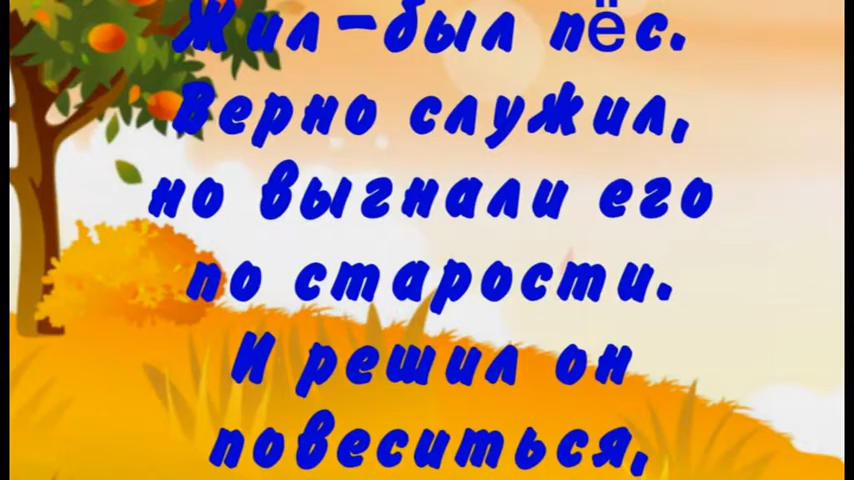 Жил-был пёс.
Верно служил,
но выгнали его
по старости.
И решил он
повеситься,